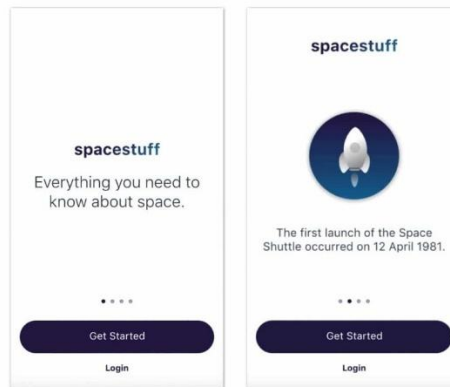 spacestuff
Everything you need to
know about space.
Get Started
Login
spacestuff
The first launch of the Space
Shuttle occurred on 12 April 1981.
Get Started
Login